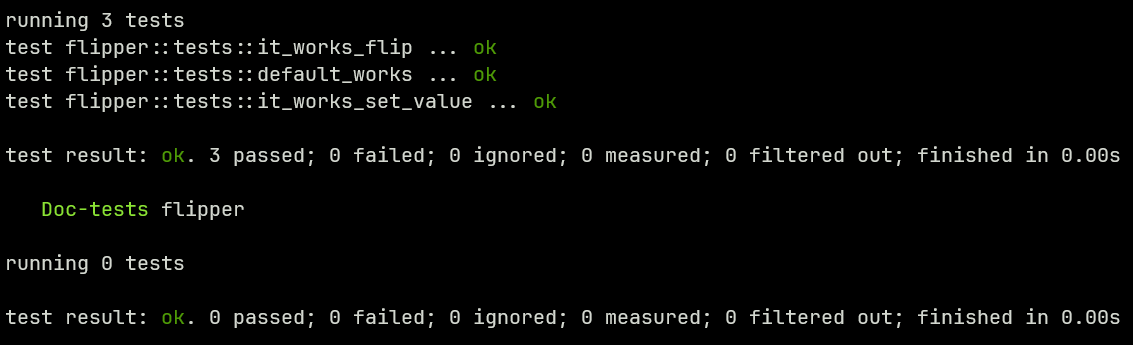 running 3 tests
test flipper::tests::it_works_flip ... ok
test flipper::tests::default_works ... ok
test flipper::tests::it_works_set_value ... ok
test result: ok. 3 passed; 0 failed; 0 ignored; 0 measured; 0 filtered out; finished in 0.00s
Doc-tests flipper
running 0 tests
test result: ok. 0 passed; 0 failed; 0 ignored; 0 measured; 0 filtered out; finished in 0.00s